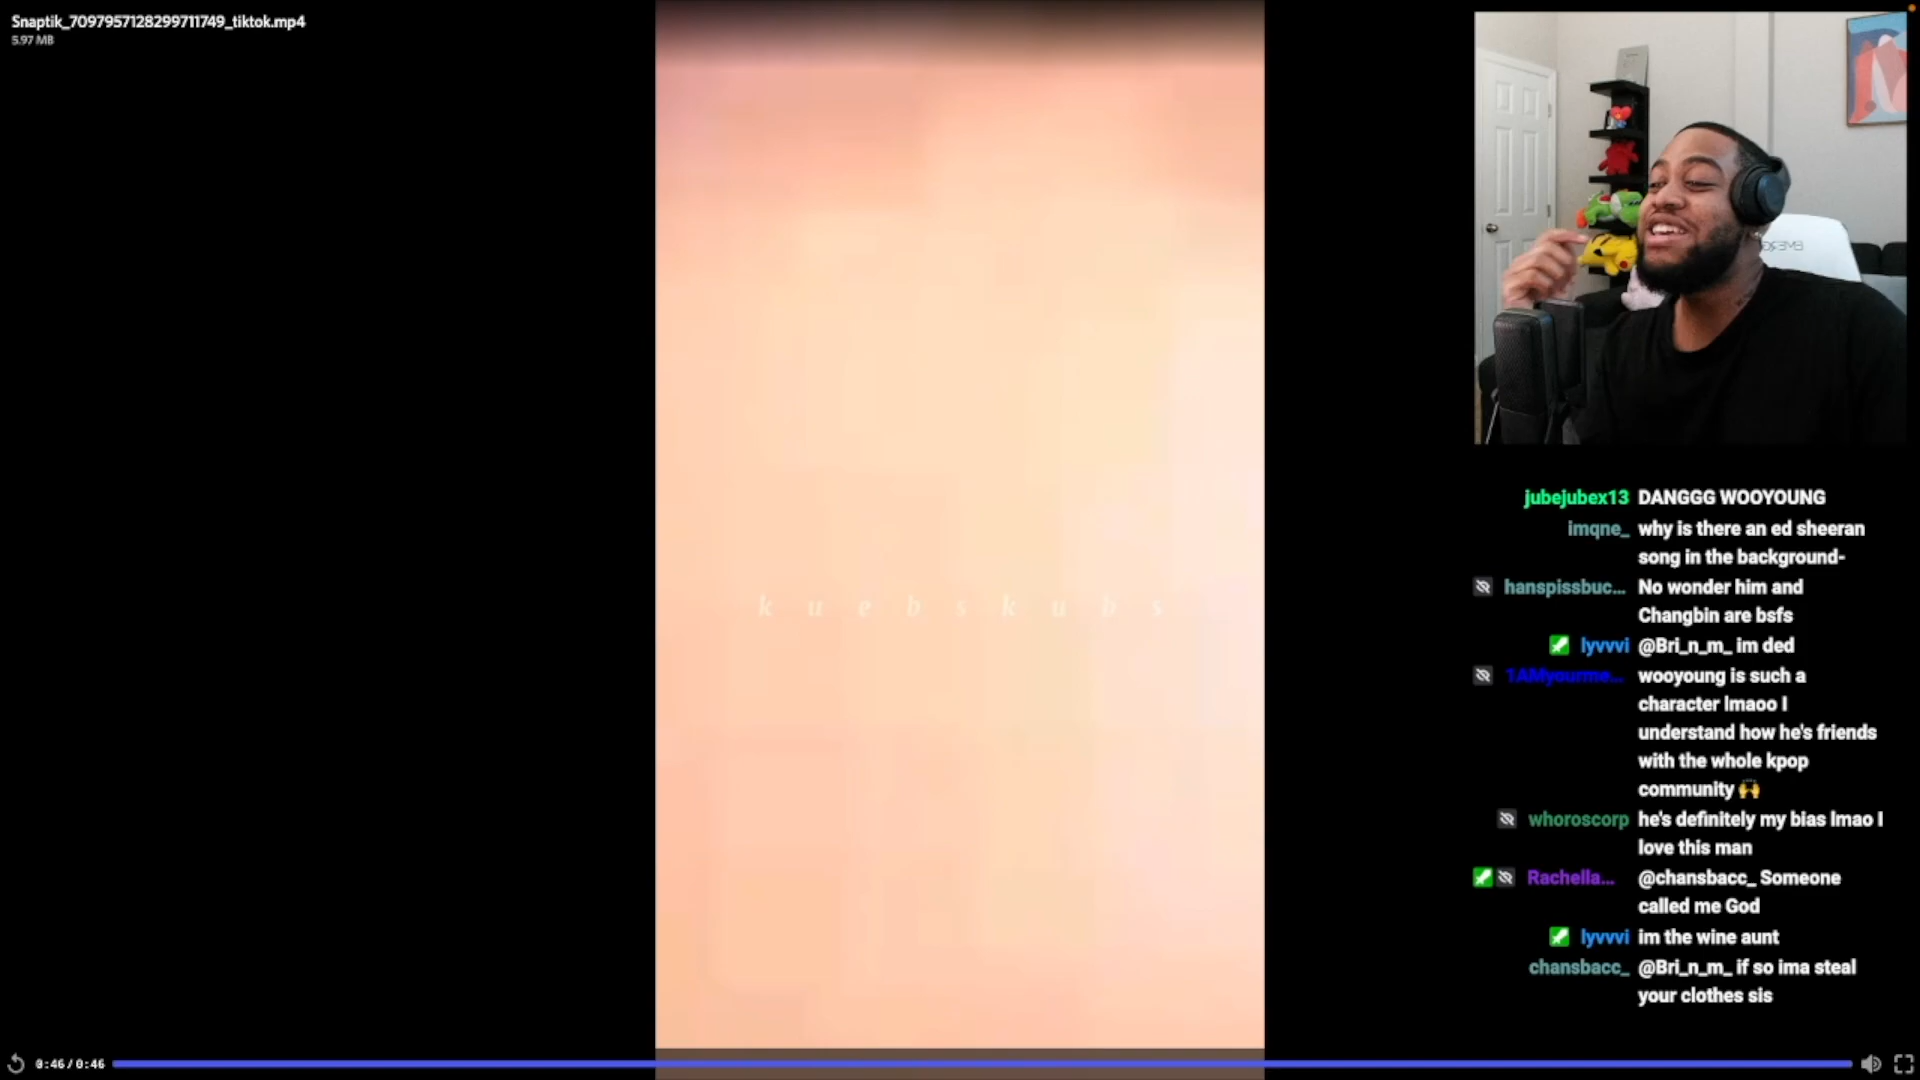 Snaptik_7097957128299711749_tiktok.mp4
5.97 MB
k u e b s k u b s
jubejubex13 DANGGG WOOYOUNG
imqne_ why is there an ed sheeran
song in the background-
hanspissbuc... No wonder him and
Changbin are bsfs
lyvvvi @Bri_n_m_ im ded
1AMyourme... wooyoung is such a
character lmaoo I
understand how he's friends
with the whole kpop
community 🙌
whoroscorp he's definitely my bias lmao I
love this man
Rachella... @chansbacc_ Someone
called me God
lyvvvi im the wine aunt
chansbacc_ @Bri_n_m_ if so ima steal
your clothes sis
0:46 / 0:46